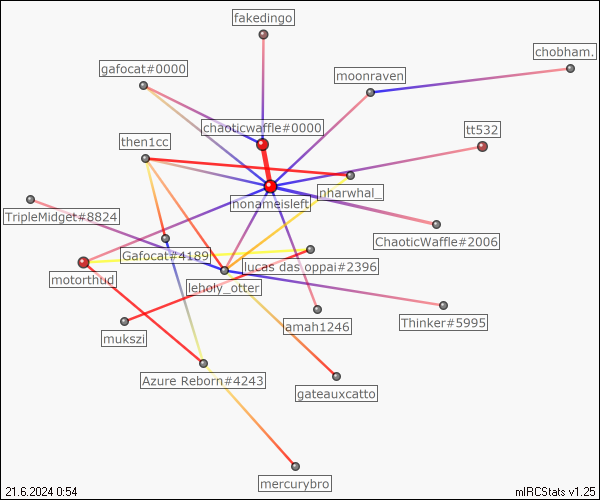 fakedingo
chobham.
gafocat#0000
moonraven
chaoticwaffle#0000
tt532
then1cc
nharwhal_
nonameisleft
TripleMidget#8824
ChaoticWaffle#2006
Gafocat#4189
lucas das oppai#2396
motorthud
leholy_otter
amah1246
Thinker#5995
mukszi
Azure Reborn#4243
gateauxcatto
mercurybro
21.6.2024 0:54
mIRCStats v1.25